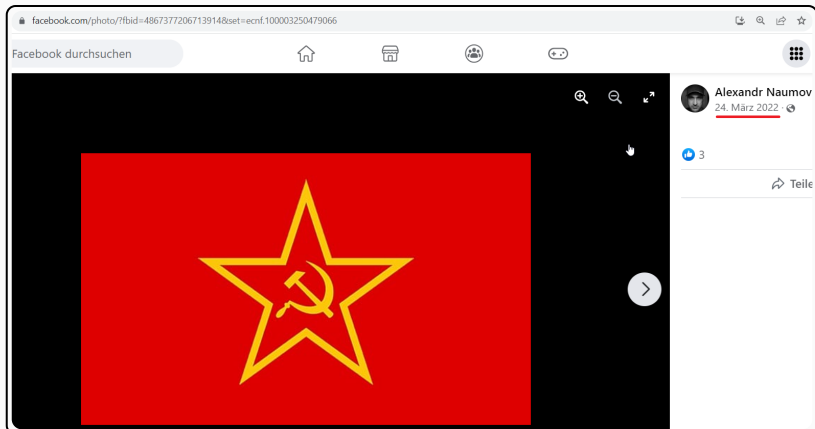 facebook.com/photo/?fbid=4867377206713914&set=ecnf.100003250479066
Facebook durchsuchen
Alexandr Naumov
24. März 2022
3
Teile